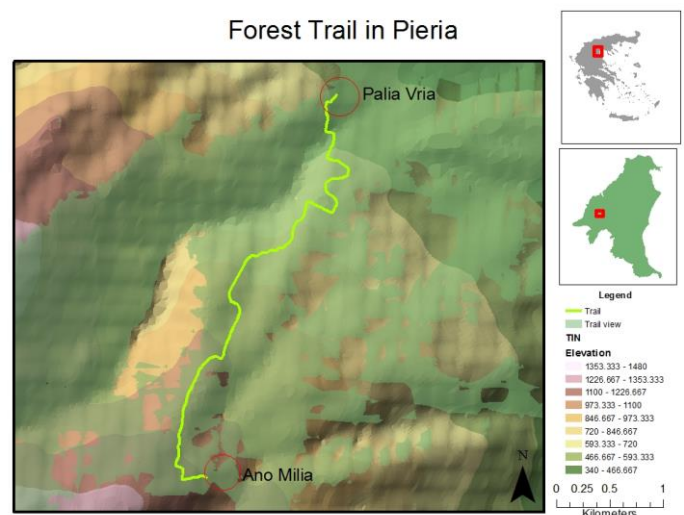 Forest Trail in Pieria
Palia Vria
Ano Milia
N
Legend
Trail
Trail view
TIN
Elevation
1353.333 - 1480
1226.667 - 1353.333
1100 - 1226.667
973.333 - 1100
846.667 - 973.333
720 - 846.667
593.333 - 720
466.667 - 593.333
340 - 466.667
0 0.25 0.5 1
Kilometers